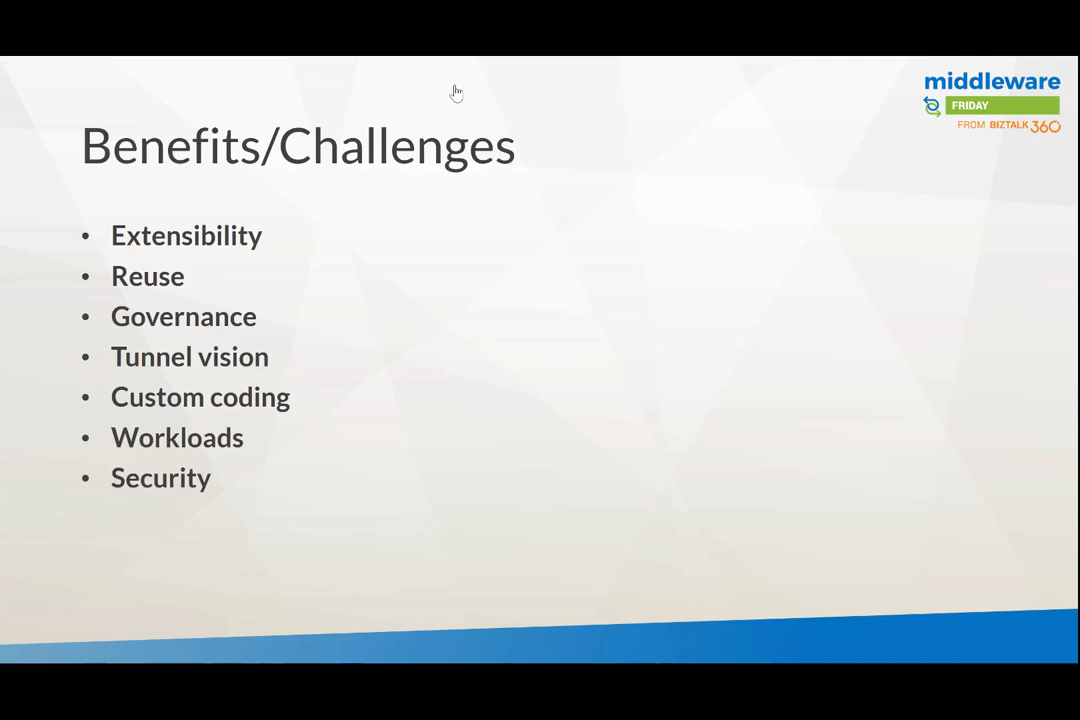 middleware
FRIDAY
FROM BIZTALK 360
Benefits/Challenges
• Extensibility
• Reuse
• Governance
• Tunnel vision
• Custom coding
• Workloads
• Security